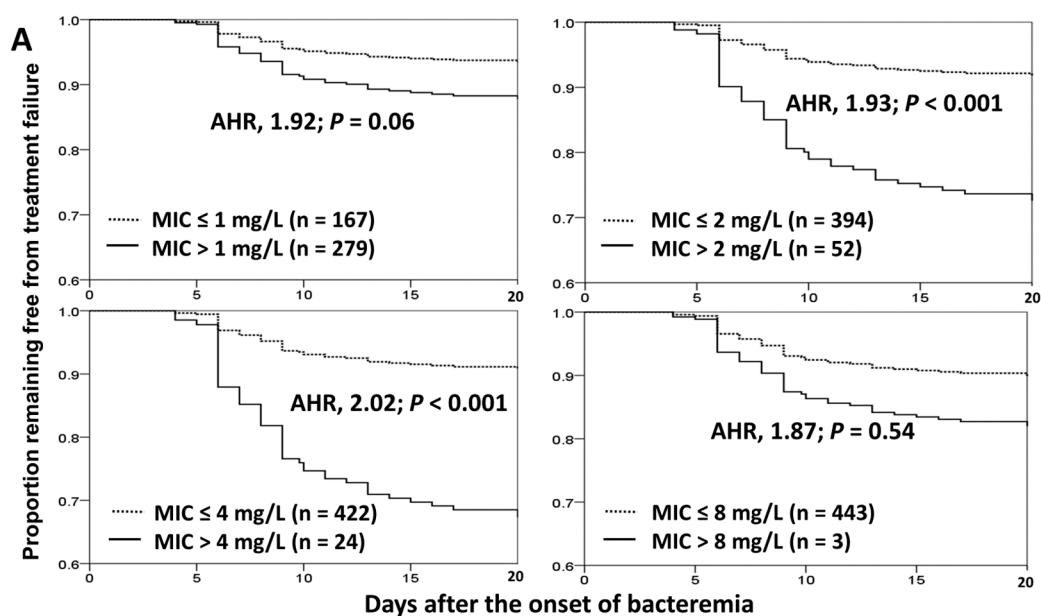 A
Proportion remaining free from treatment failure
1.0
0.9
0.8
0.7
0.6
0
5
10
15
20
AHR, 1.92; P = 0.06
MIC ≤ 1 mg/L (n = 167)
MIC > 1 mg/L (n = 279)
1.0
0.9
0.8
0.7
0.6
0
5
10
15
20
AHR, 1.93; P < 0.001
MIC ≤ 2 mg/L (n = 394)
MIC > 2 mg/L (n = 52)
1.0
0.9
0.8
0.7
0.6
0
5
10
15
20
AHR, 2.02; P < 0.001
MIC ≤ 4 mg/L (n = 422)
MIC > 4 mg/L (n = 24)
1.0
0.9
0.8
0.7
0.6
0
5
10
15
20
AHR, 1.87; P = 0.54
MIC ≤ 8 mg/L (n = 443)
MIC > 8 mg/L (n = 3)
Days after the onset of bacteremia